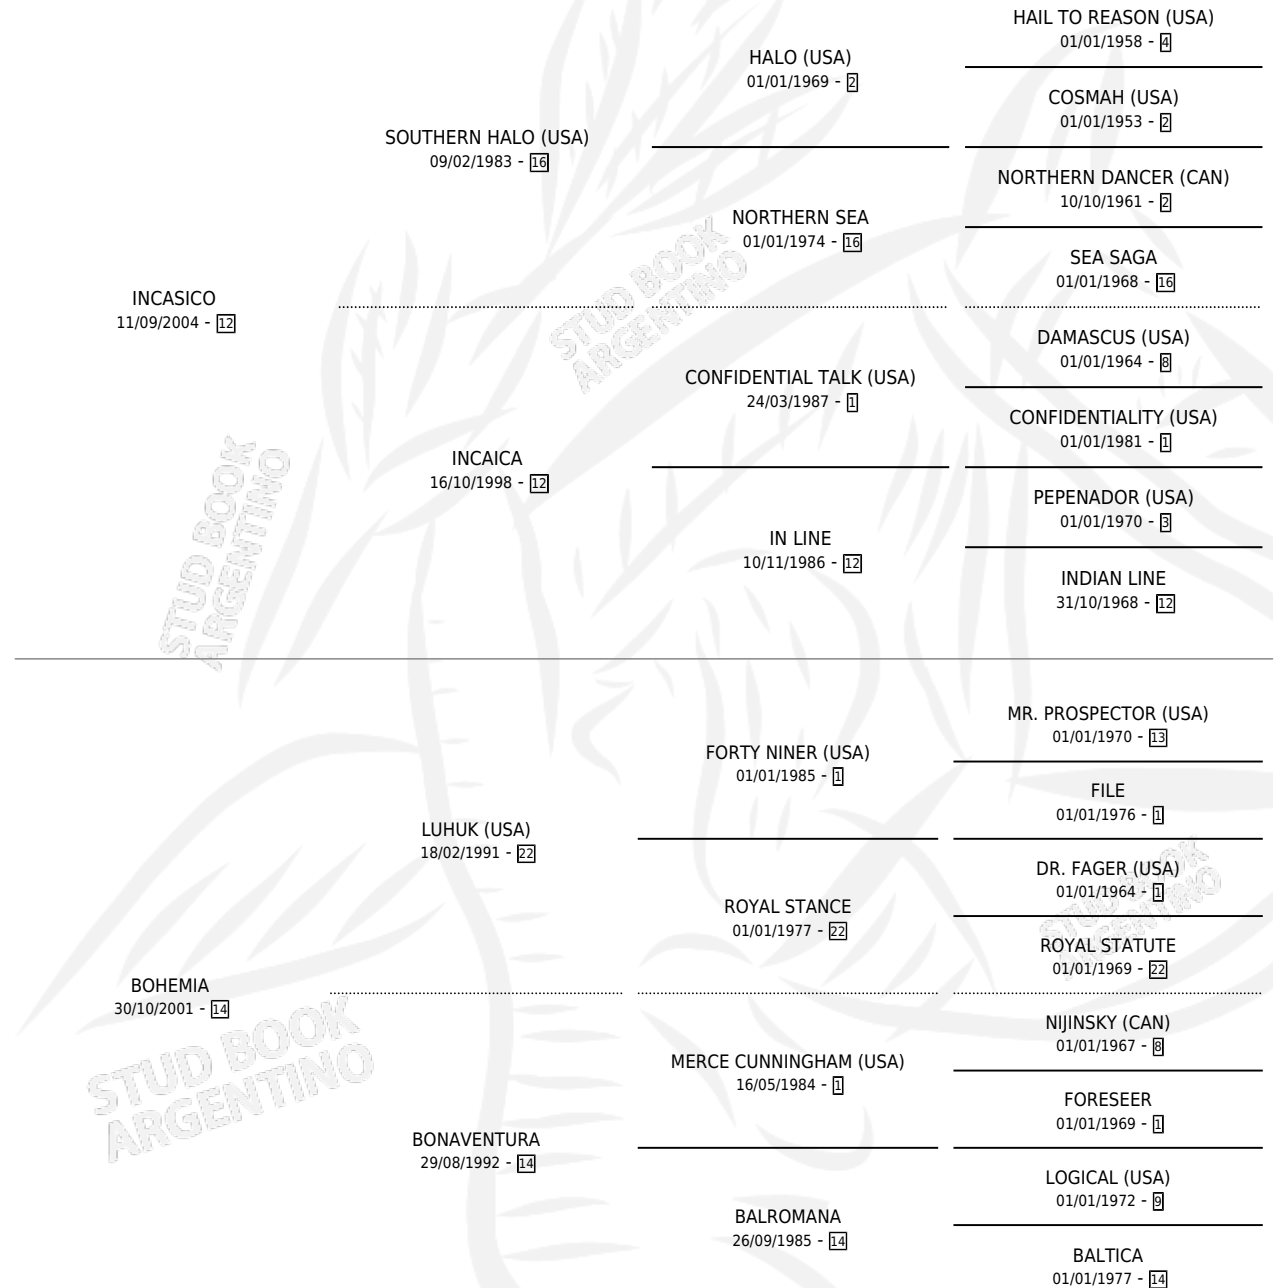 HAIL TO REASON (USA)
01/01/1958 - 4
HALO (USA)
01/01/1969 - 2
COSMAH (USA)
01/01/1953 - 2
SOUTHERN HALO (USA)
09/02/1983 - 16
NORTHERN DANCER (CAN)
10/10/1961 - 2
NORTHERN SEA
01/01/1974 - 16
SEA SAGA
01/01/1968 - 16
INCASICO
11/09/2004 - 12
DAMASCUS (USA)
01/01/1964 - 8
CONFIDENTIAL TALK (USA)
24/03/1987 - 1
CONFIDENTIALITY (USA)
01/01/1981 - 1
INCAICA
16/10/1998 - 12
PEPENADOR (USA)
01/01/1970 - 3
IN LINE
10/11/1986 - 12
INDIAN LINE
31/10/1968 - 12
STUD BOOK
ARGENTINO
STUD BOOK
ARGENTINO
MR. PROSPECTOR (USA)
01/01/1970 - 13
FORTY NINER (USA)
01/01/1985 - 1
FILE
01/01/1976 - 1
LUHUK (USA)
18/02/1991 - 22
DR. FAGER (USA)
01/01/1964 - 1
ROYAL STANCE
01/01/1977 - 22
ROYAL STATUTE
01/01/1969 - 22
STUD BOOK
ARGENTINO
BOHEMIA
30/10/2001 - 14
NIJINSKY (CAN)
01/01/1967 - 8
MERCE CUNNINGHAM (USA)
16/05/1984 - 1
FORESEER
01/01/1969 - 1
STUD BOOK
ARGENTINO
BONAVENTURA
29/08/1992 - 14
LOGICAL (USA)
01/01/1972 - 9
BALROMANA
26/09/1985 - 14
BALTICA
01/01/1977 - 14